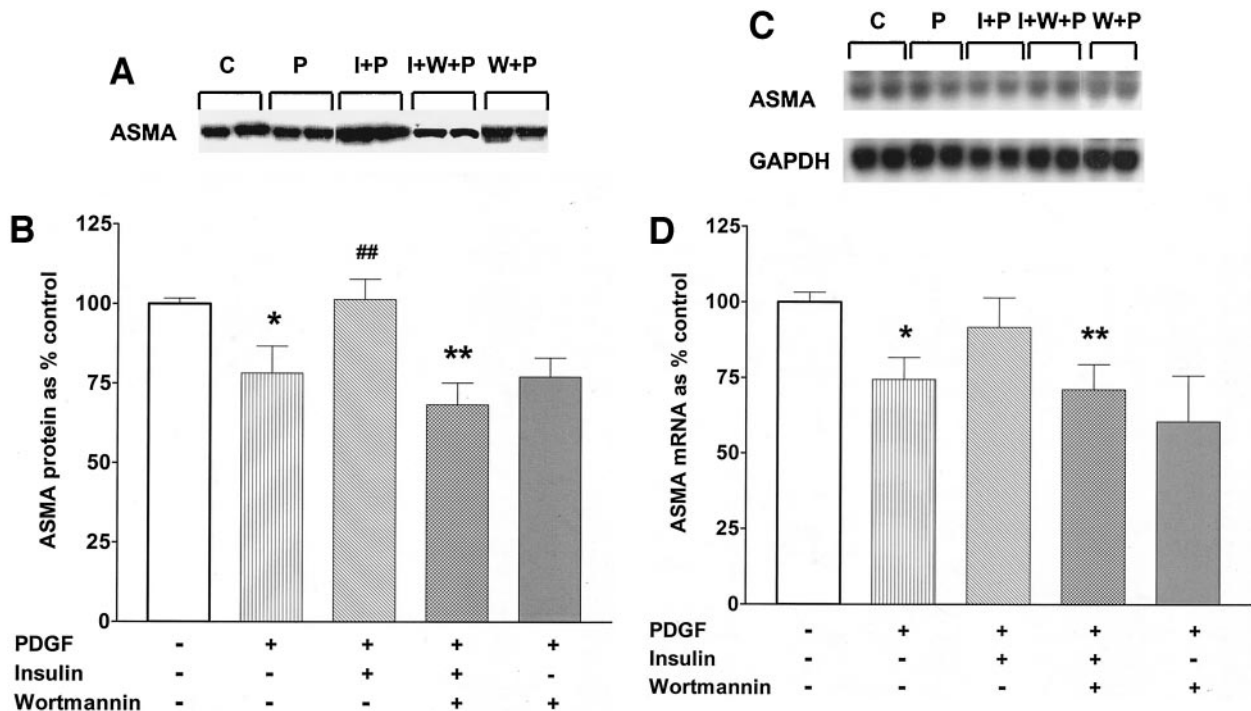 A
C P I+P I+W+P W+P
ASMA
B
125
100
75
50
25
0
ASMA protein as % control
*
##
**
PDGF - + + + +
Insulin - - + + -
Wortmannin - - - + +
C
C P I+P I+W+P W+P
ASMA
GAPDH
D
125
100
75
50
25
0
ASMA mRNA as % control
*
**
PDGF - + + + +
Insulin - - + + -
Wortmannin - - - + +